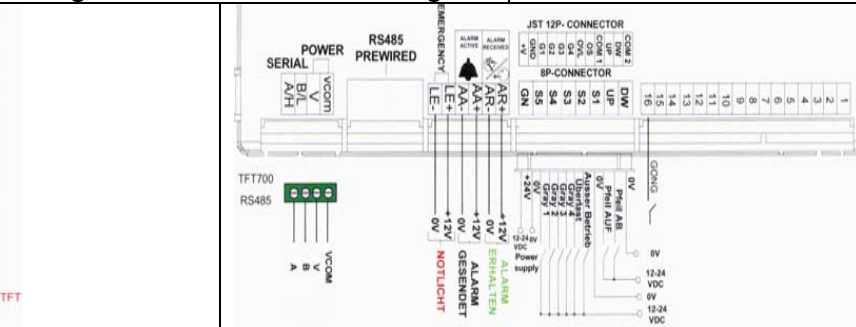 JST 12P- CONNECTOR
+V
GND
G1
G2
G3
G4
OVL
OS
COM 1
UP
DW
COM 2
8P-CONNECTOR
GN
S5
S4
S3
S2
S1
UP
DW
EMERGENCY
ALARM ACTIVE
ALARM RECEIVED
RS485
PREWIRED
POWER
SERIAL
A/H
B/L
V
vcom
LE-
LE+
AA-
AA+
AR-
AR+
16
15
14
13
12
11
10
9
8
7
6
5
4
3
2
1
TFT700
RS485
A
B
V
VCOM
0V
+12V
0V
+12V
0V
+12V
NOTLICHT
ALARM
GESENDET
ALARM
ERHALTEN
+24V
0V
Gray 1
Gray 2
Gray 3
Gray 4
Überlast
Ausser Betrieb
0V
Pfeil AUF
Pfeil AB
0V
GONG
12-24
VDC
0V
Power
supply
0V
12-24
VDC
0V
12-24
VDC
TFT